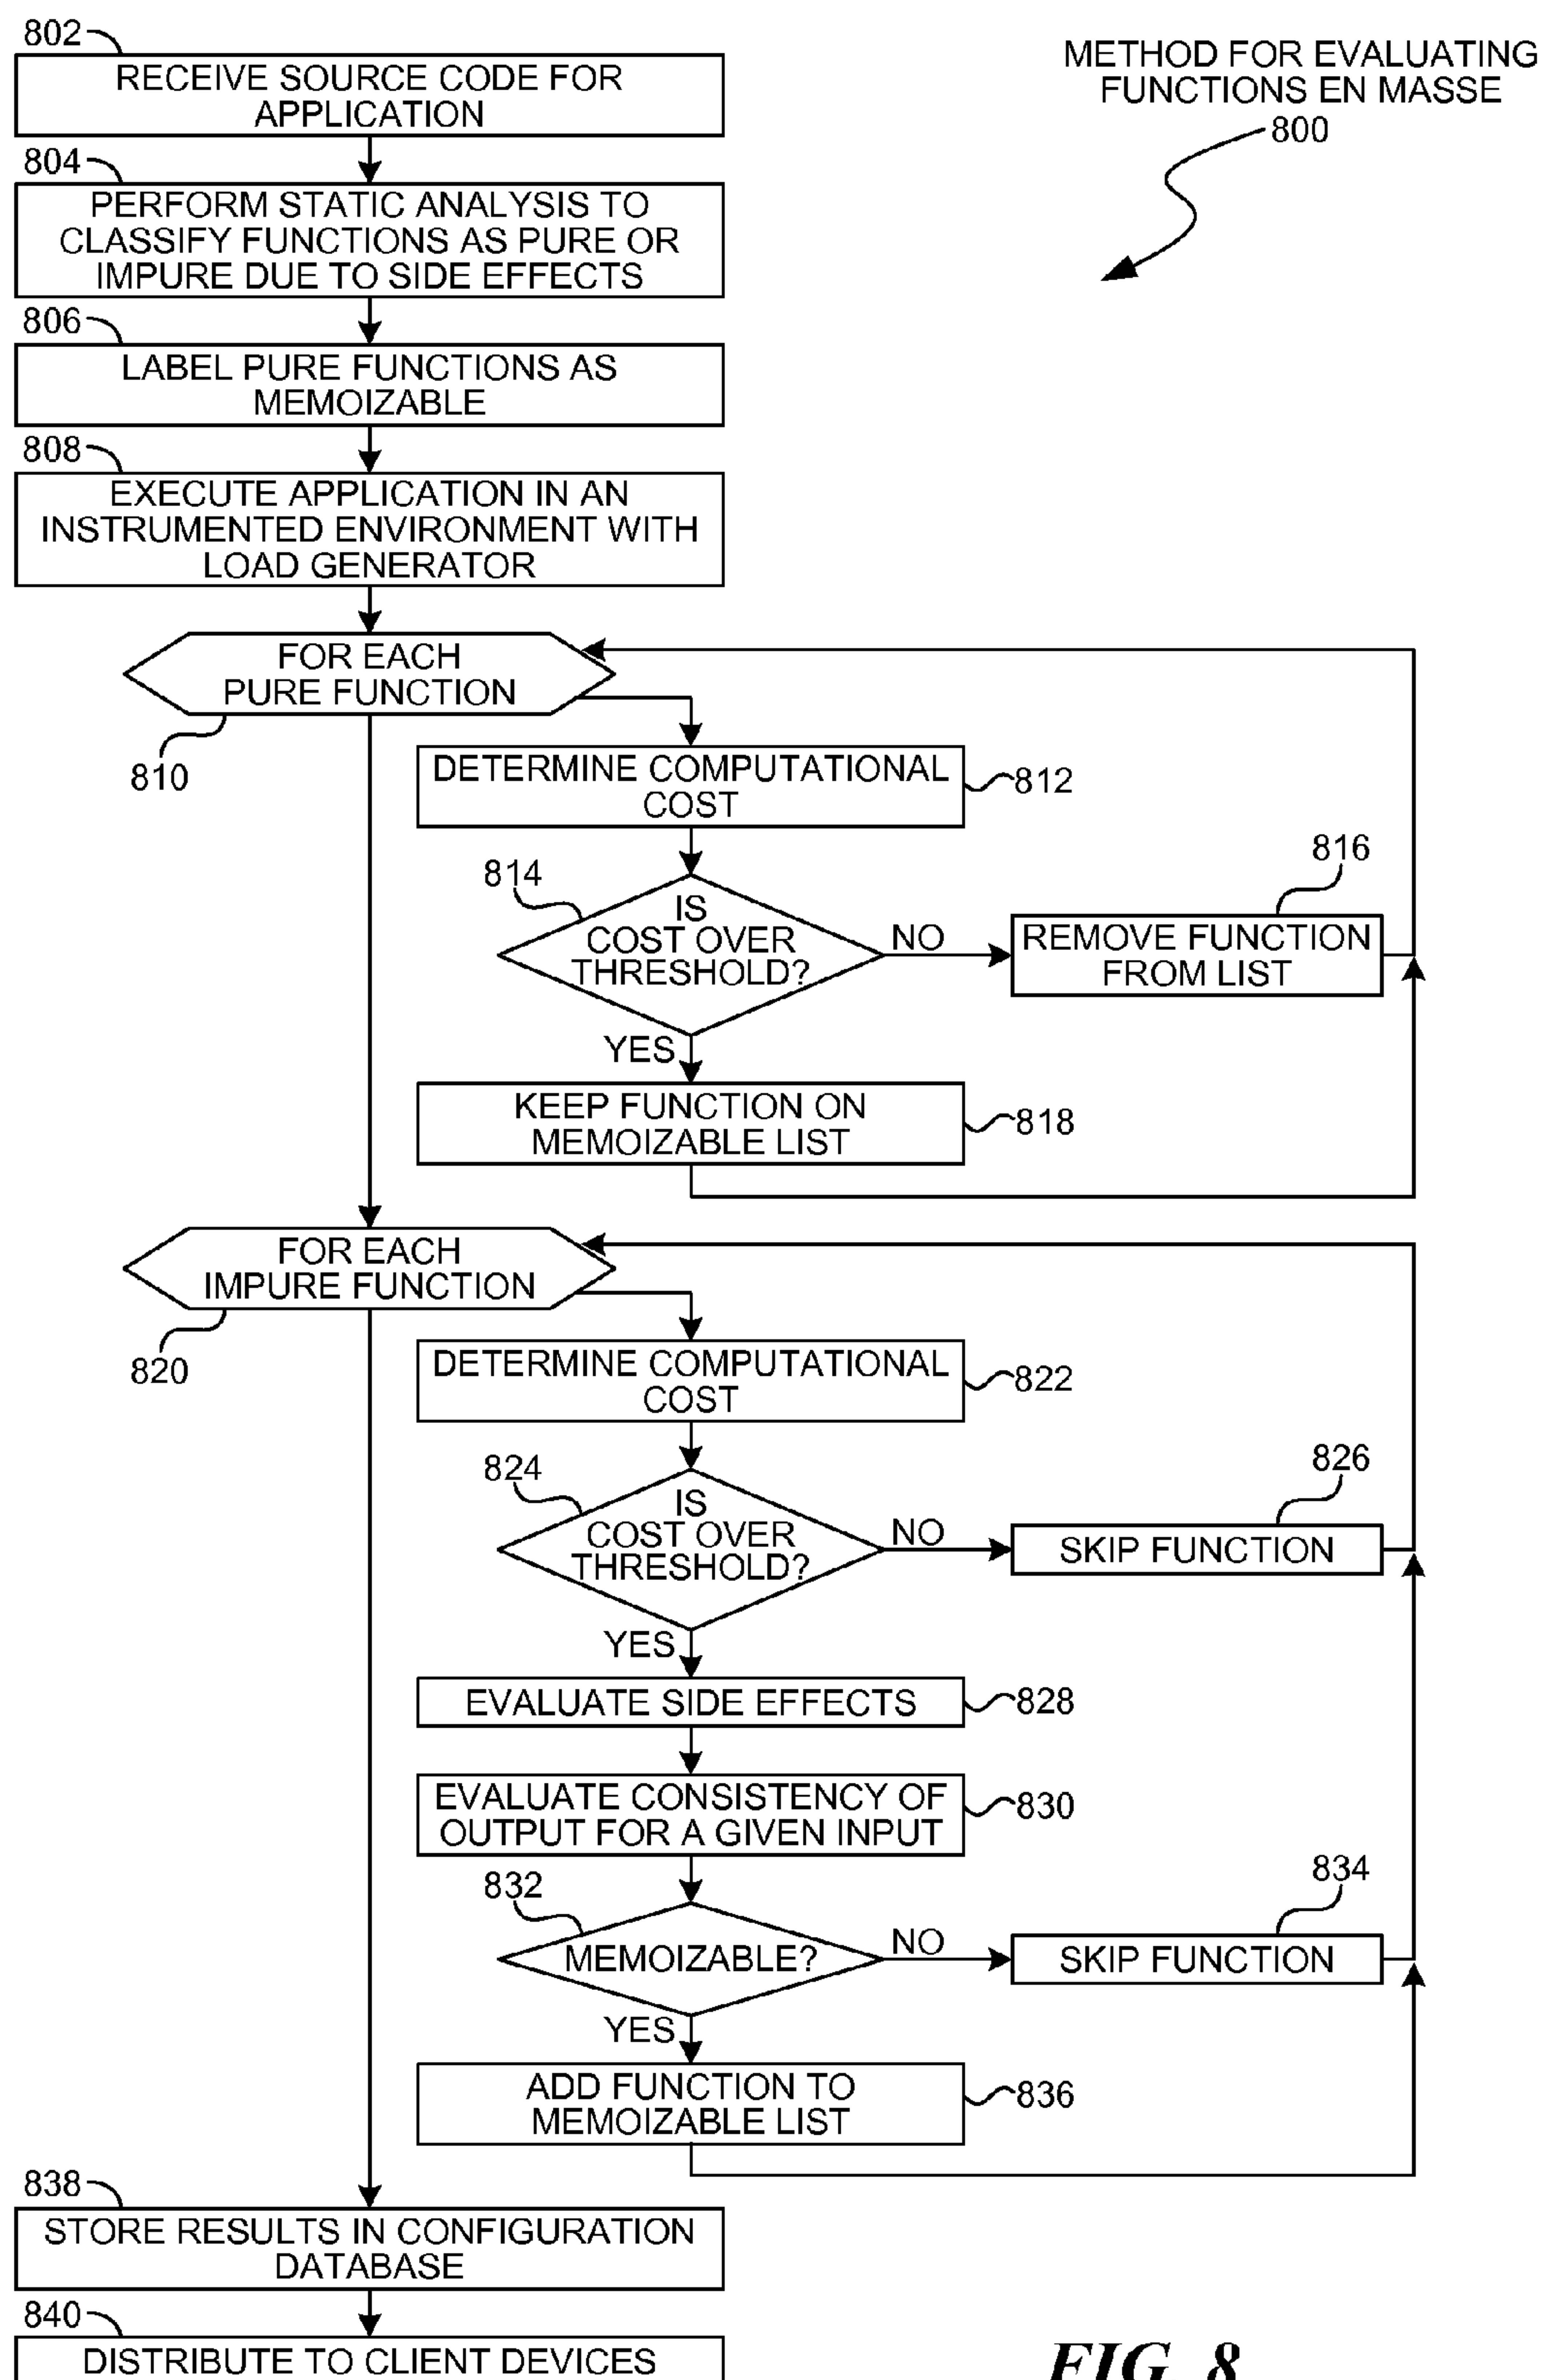 802
RECEIVE SOURCE CODE FOR
APPLICATION
METHOD FOR EVALUATING
FUNCTIONS EN MASSE
800
804
PERFORM STATIC ANALYSIS TO
CLASSIFY FUNCTIONS AS PURE OR
IMPURE DUE TO SIDE EFFECTS
806
LABEL PURE FUNCTIONS AS
MEMOIZABLE
808
EXECUTE APPLICATION IN AN
INSTRUMENTED ENVIRONMENT WITH
LOAD GENERATOR
FOR EACH
PURE FUNCTION
810
DETERMINE COMPUTATIONAL
COST
812
814
IS
COST OVER
THRESHOLD?
NO
816
REMOVE FUNCTION
FROM LIST
YES
KEEP FUNCTION ON
MEMOIZABLE LIST
818
FOR EACH
IMPURE FUNCTION
820
DETERMINE COMPUTATIONAL
COST
822
824
IS
COST OVER
THRESHOLD?
NO
826
SKIP FUNCTION
YES
EVALUATE SIDE EFFECTS
828
EVALUATE CONSISTENCY OF
OUTPUT FOR A GIVEN INPUT
830
832
MEMOIZABLE?
NO
834
SKIP FUNCTION
YES
ADD FUNCTION TO
MEMOIZABLE LIST
836
838
STORE RESULTS IN CONFIGURATION
DATABASE
840
DISTRIBUTE TO CLIENT DEVICES
FIG. 8